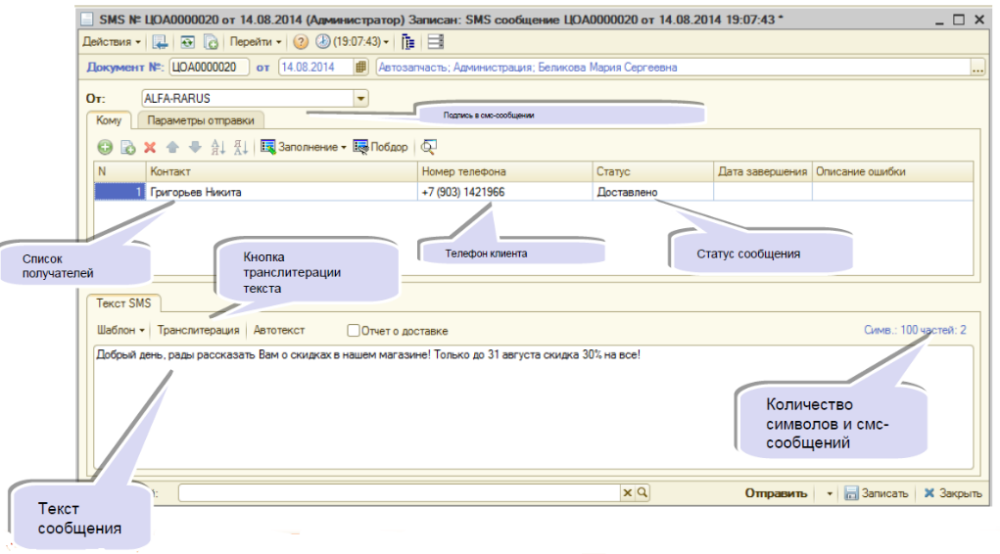 SMS № ЦОА0000020 от 14.08.2014 (Администратор) Записан: SMS сообщение ЦОА0000020 от 14.08.2014 19:07:43 *
Действия Перейти (19:07:43)
Документ №: ЦОА0000020 от 14.08.2014 Автозапчасть; Администрация; Беликова Мария Сергеевна ...
От: ALFA-RARUS
Подпись в смс-сообщении
Кому Параметры отправки
Заполнение Побдор
N Контакт Номер телефона Статус Дата завершения Описание ошибки
1 Григорьев Никита +7 (903) 1421966 Доставлено
Список
получателей
Кнопка
транслитерации
текста
Телефон клиента
Статус сообщения
Текст SMS
Шаблон Транслитерация Автотекст Отчет о доставке Симв.: 100 частей: 2
Добрый день, рады рассказать Вам о скидках в нашем магазине! Только до 31 августа скидка 30% на все!
Количество
символов и смс-
сообщений
Отправить Записать Закрыть
Текст
сообщения